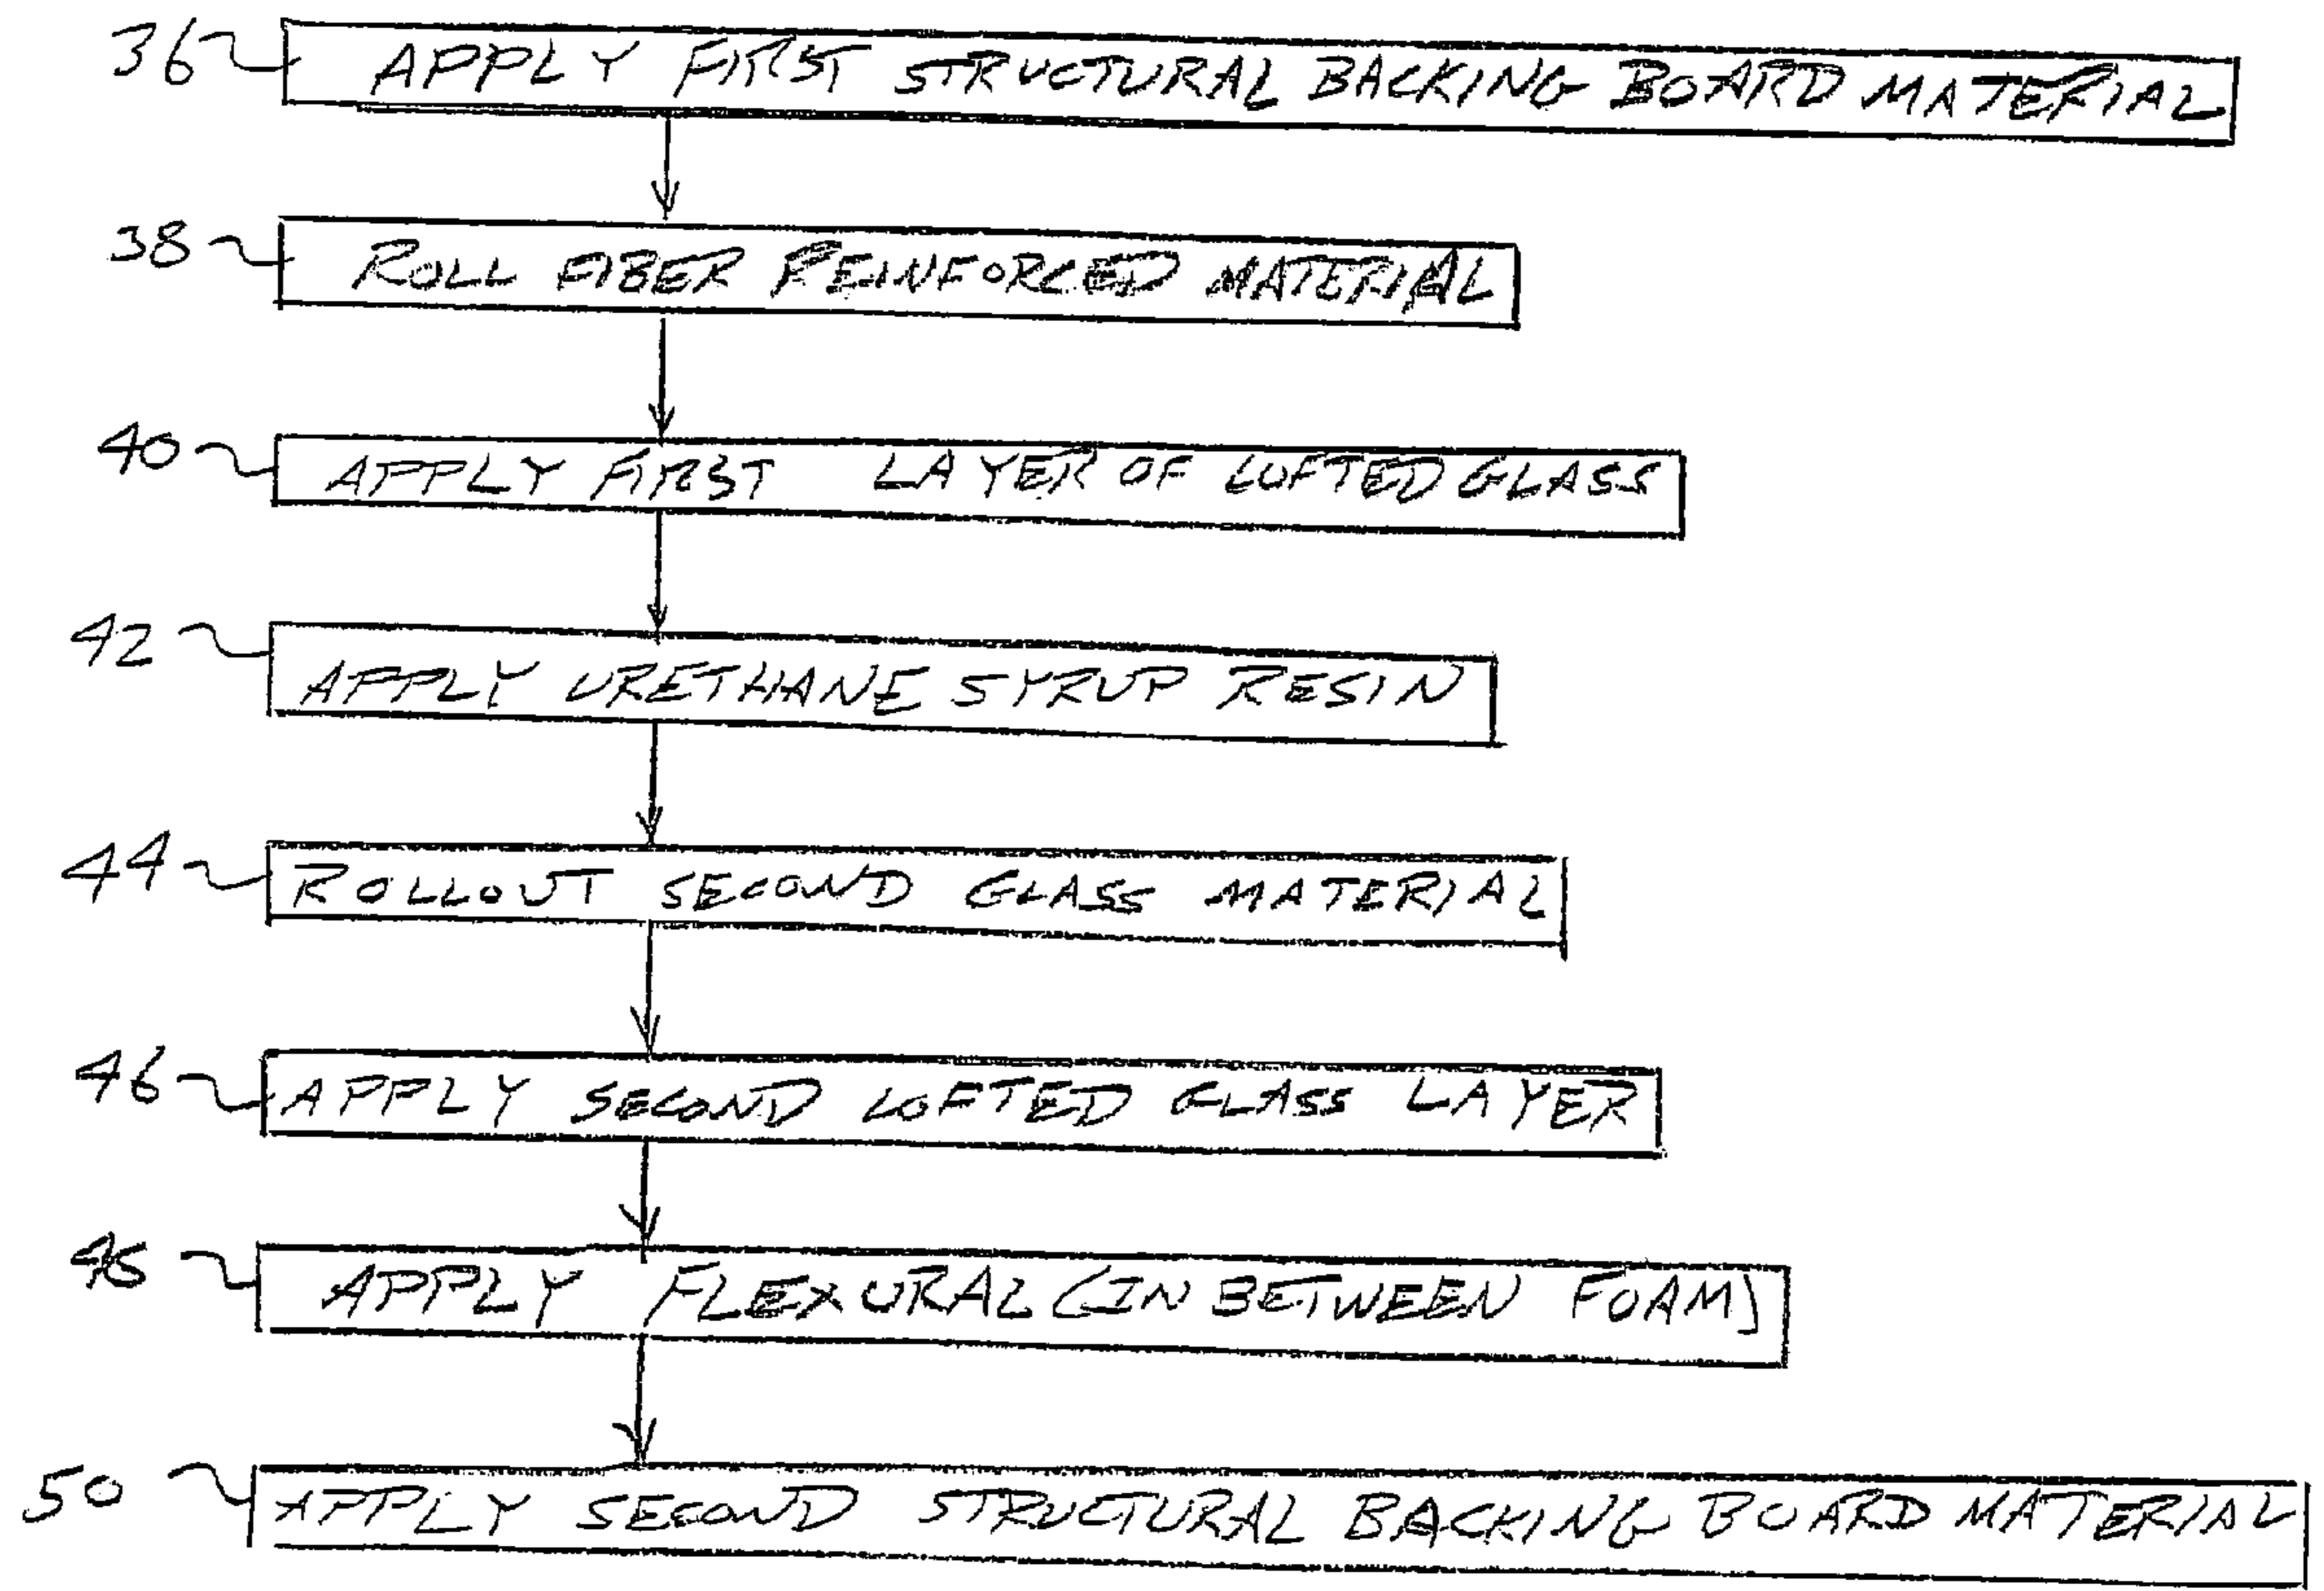 36 APPLY FIRST STRUCTURAL BACKING BOARD MATERIAL
38 ROLL FIBER REINFORCED MATERIAL
40 APPLY FIRST LAYER OF LOFTED GLASS
42 APPLY URETHANE SYRUP RESIN
44 ROLLOUT SECOND GLASS MATERIAL
46 APPLY SECOND LOFTED GLASS LAYER
APPLY FLEXURAL (IN BETWEEN FOAM)
50 APPLY SECOND STRUCTURAL BACKING BOARD MATERIAL